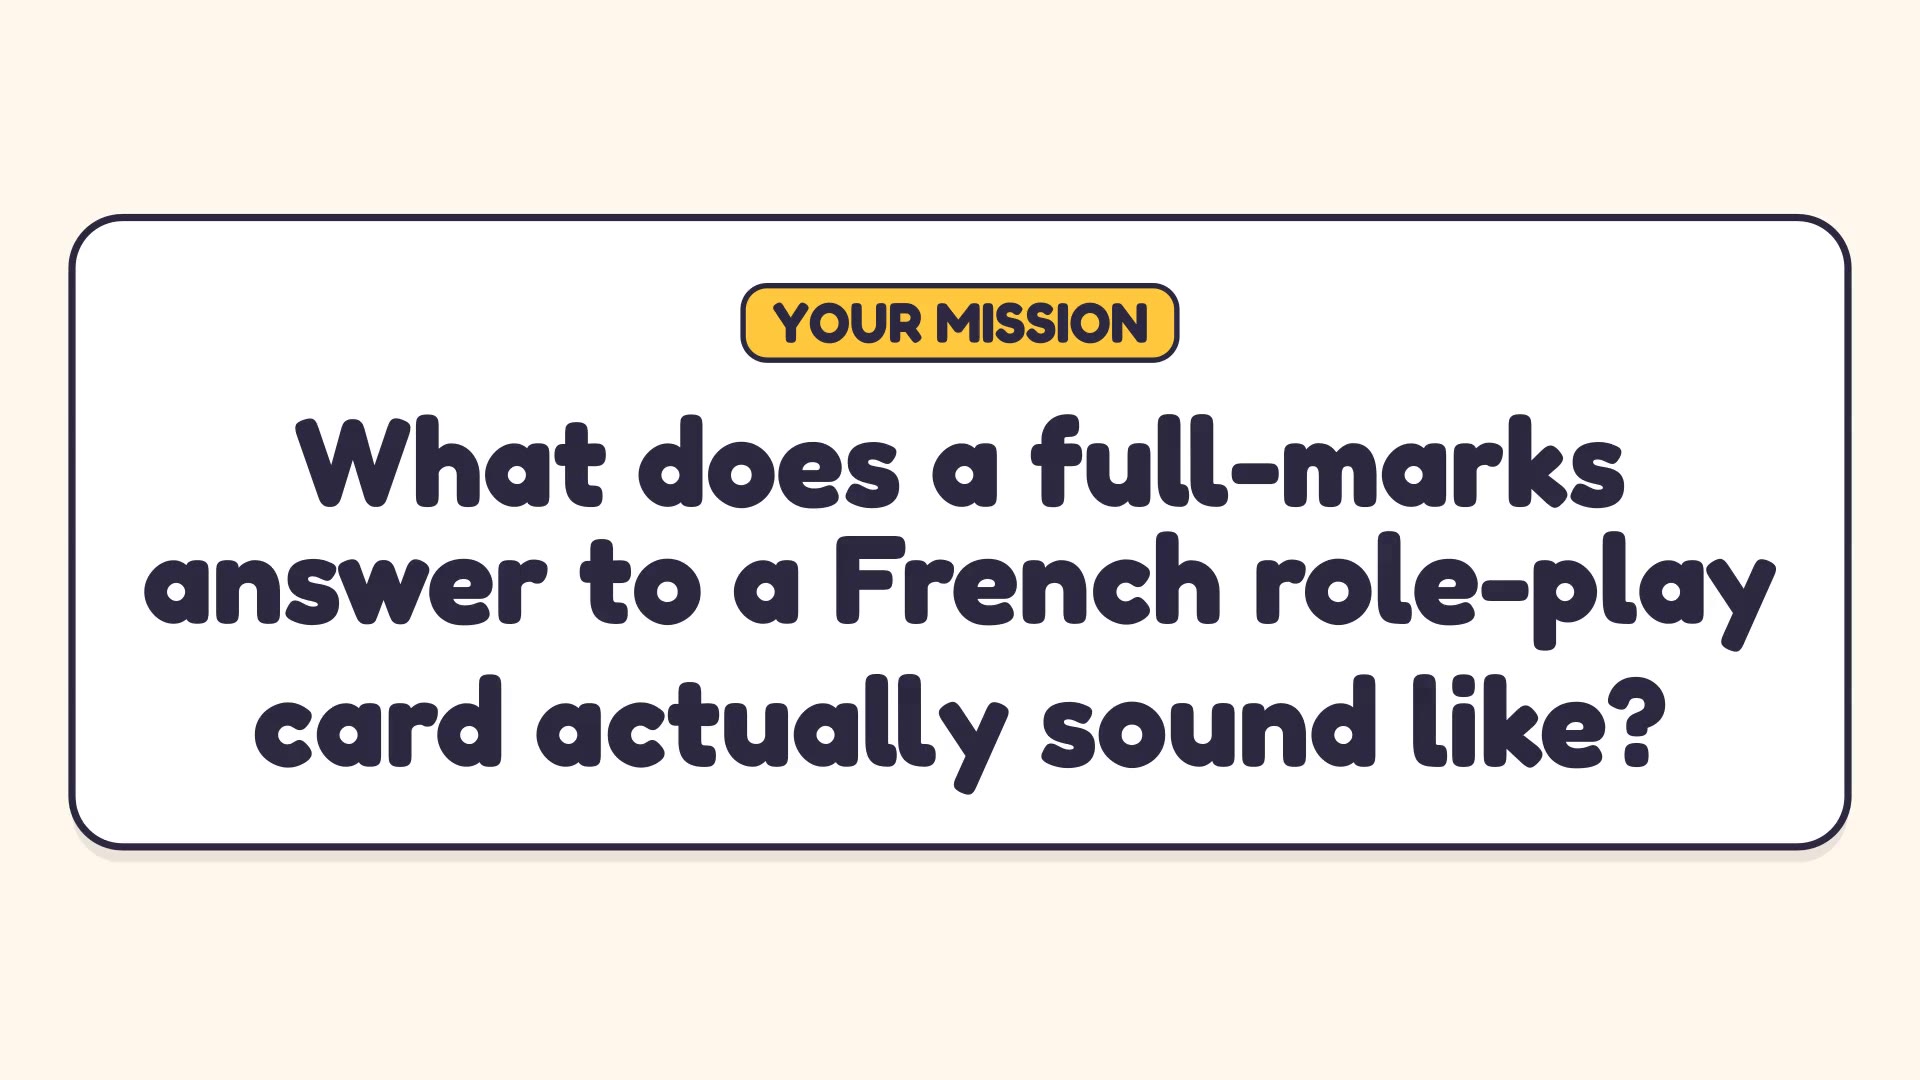 YOUR MISSION
What does a full-marks
answer to a French role-play
card actually sound like?